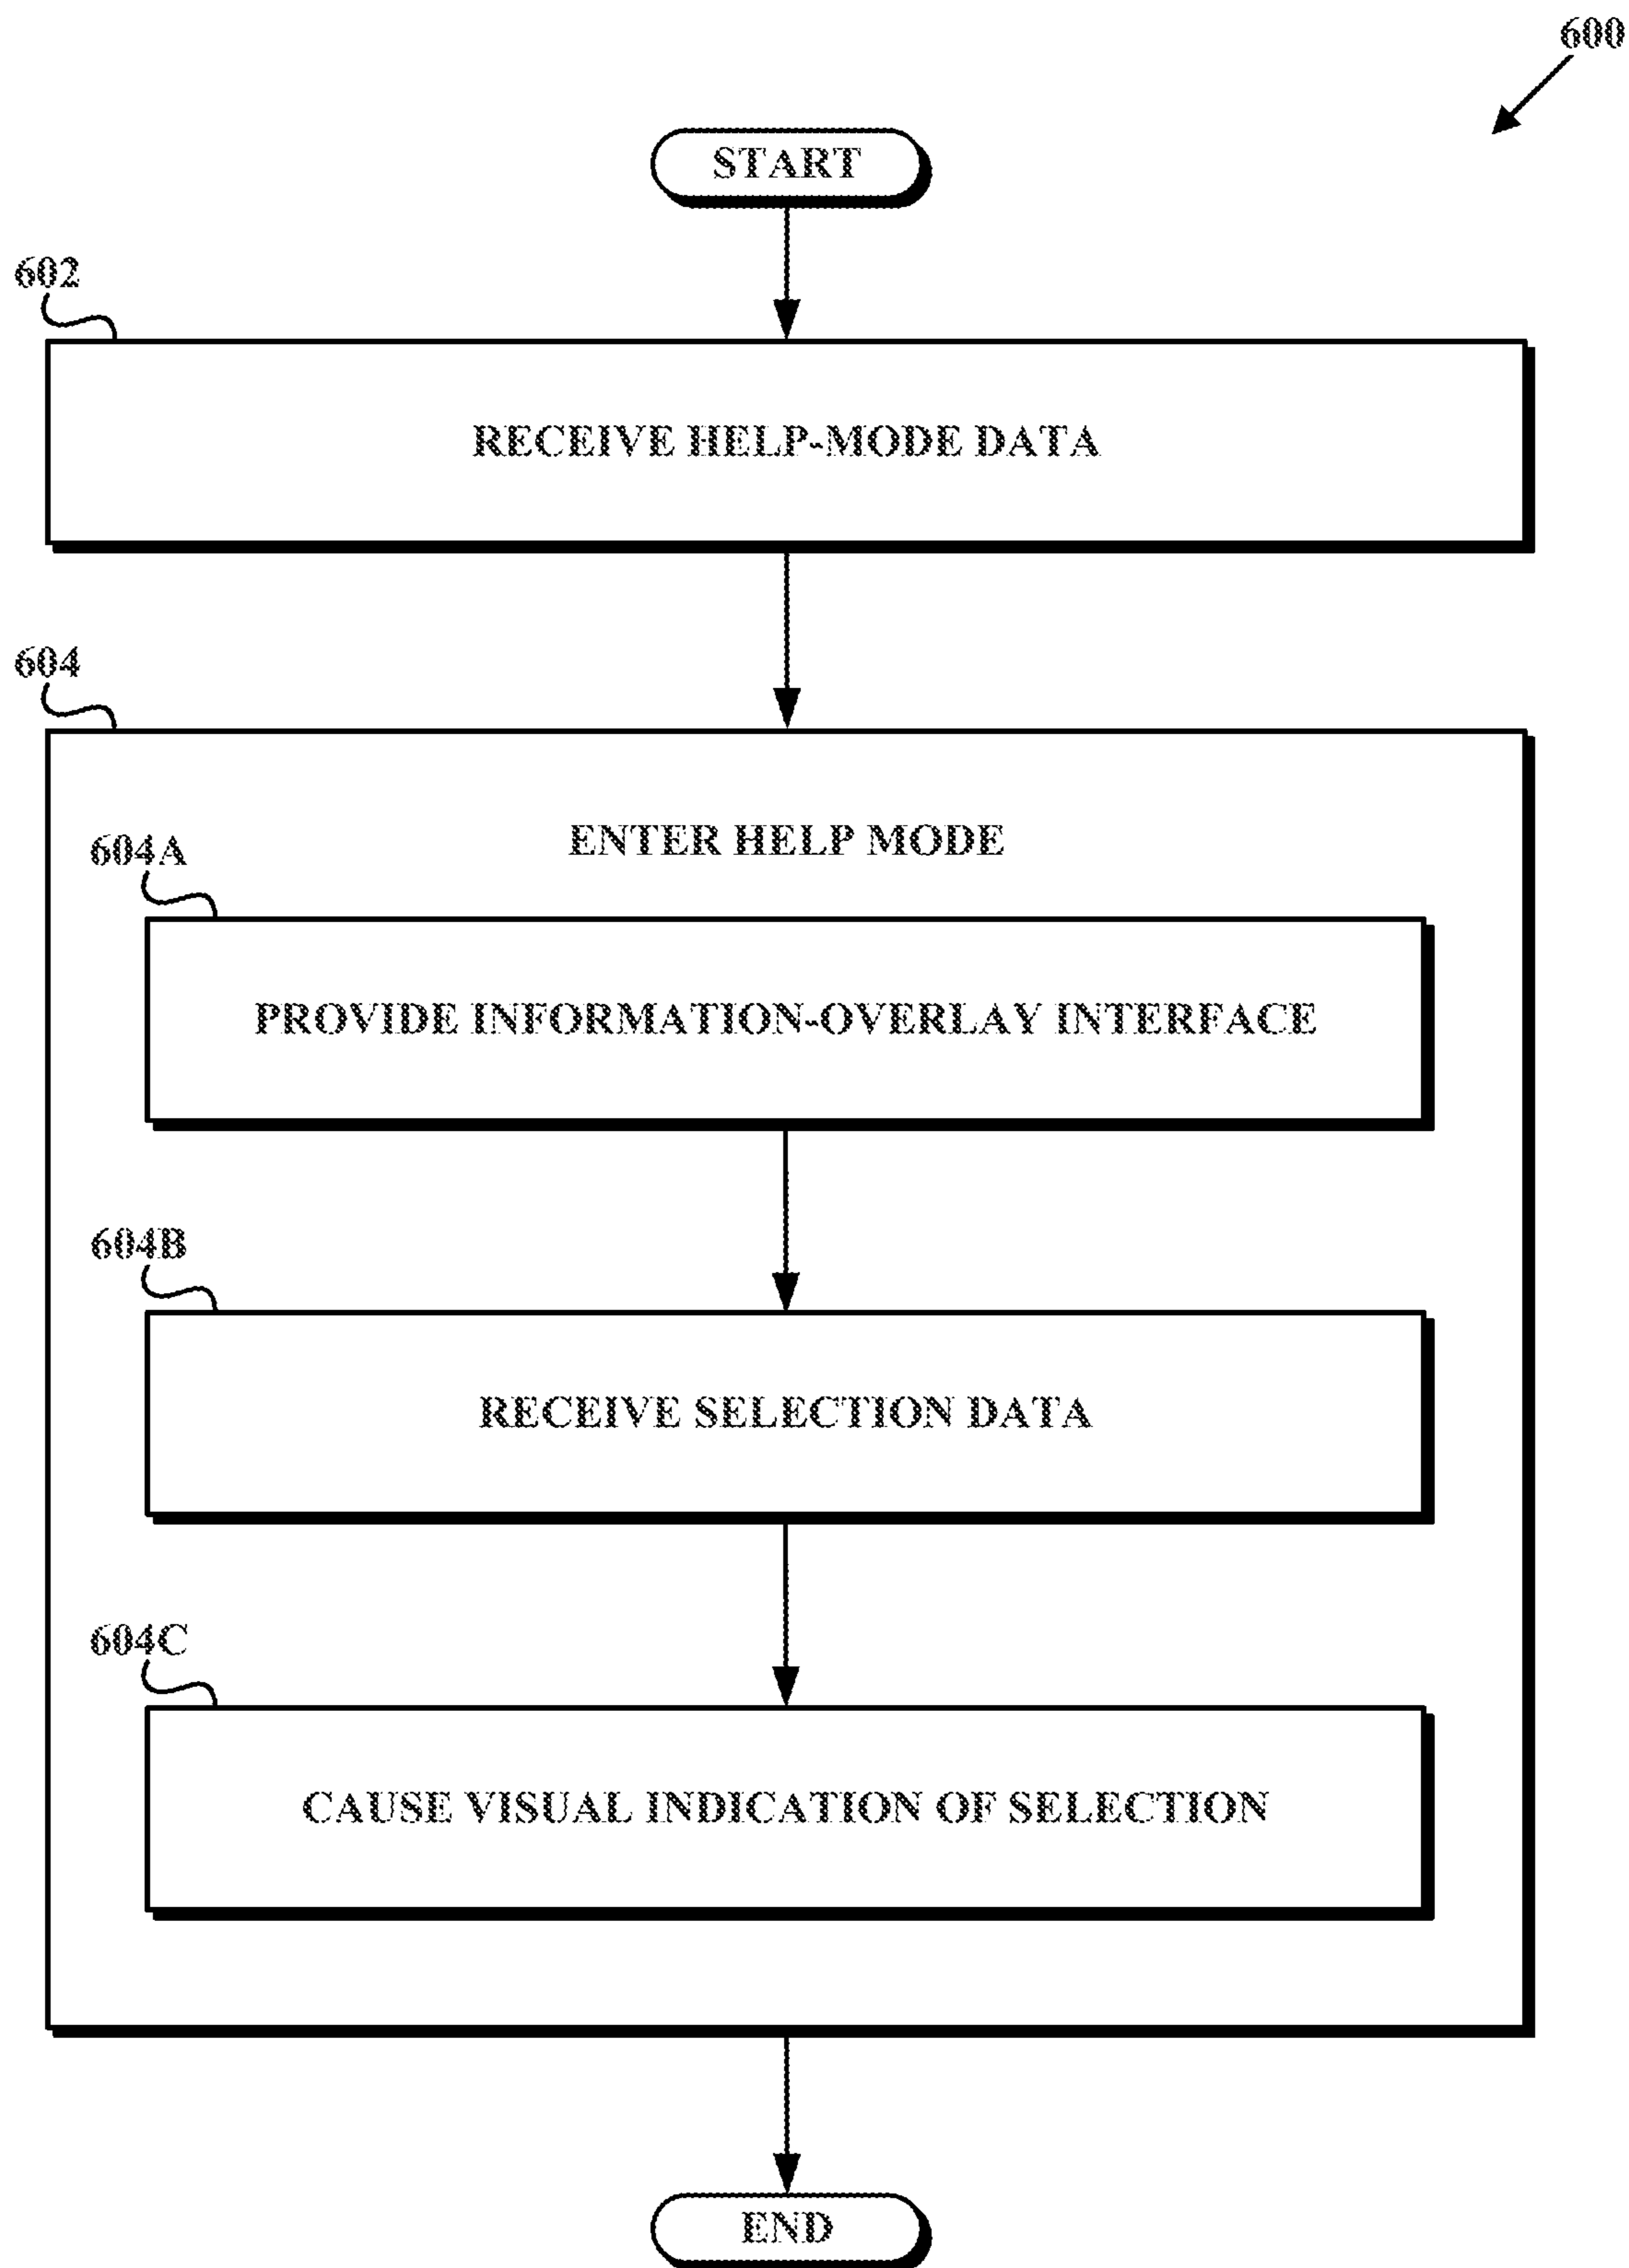 600
START
602
RECEIVE HELP-MODE DATA
604
ENTER HELP MODE
604A
PROVIDE INFORMATION-OVERLAY INTERFACE
604B
RECEIVE SELECTION DATA
604C
CAUSE VISUAL INDICATION OF SELECTION
END